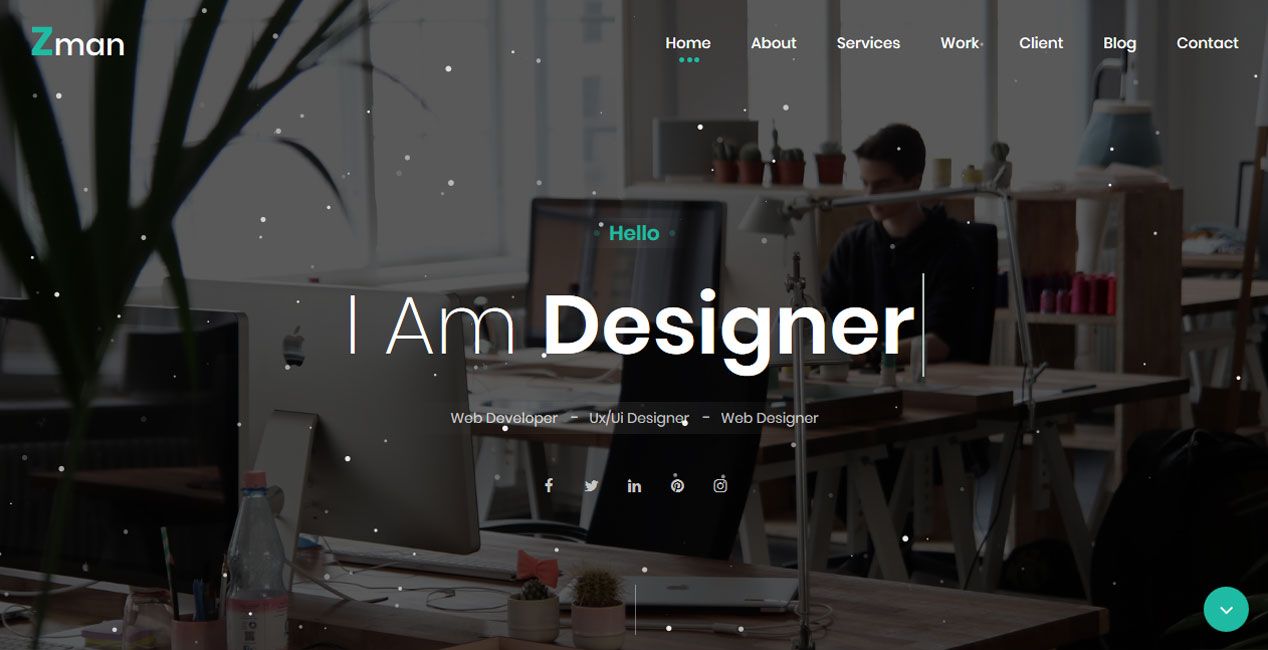 Zman
Home About Services Work Client Blog Contact
Hello
I Am Designer
Web Developer - Ux/Ui Designer - Web Designer